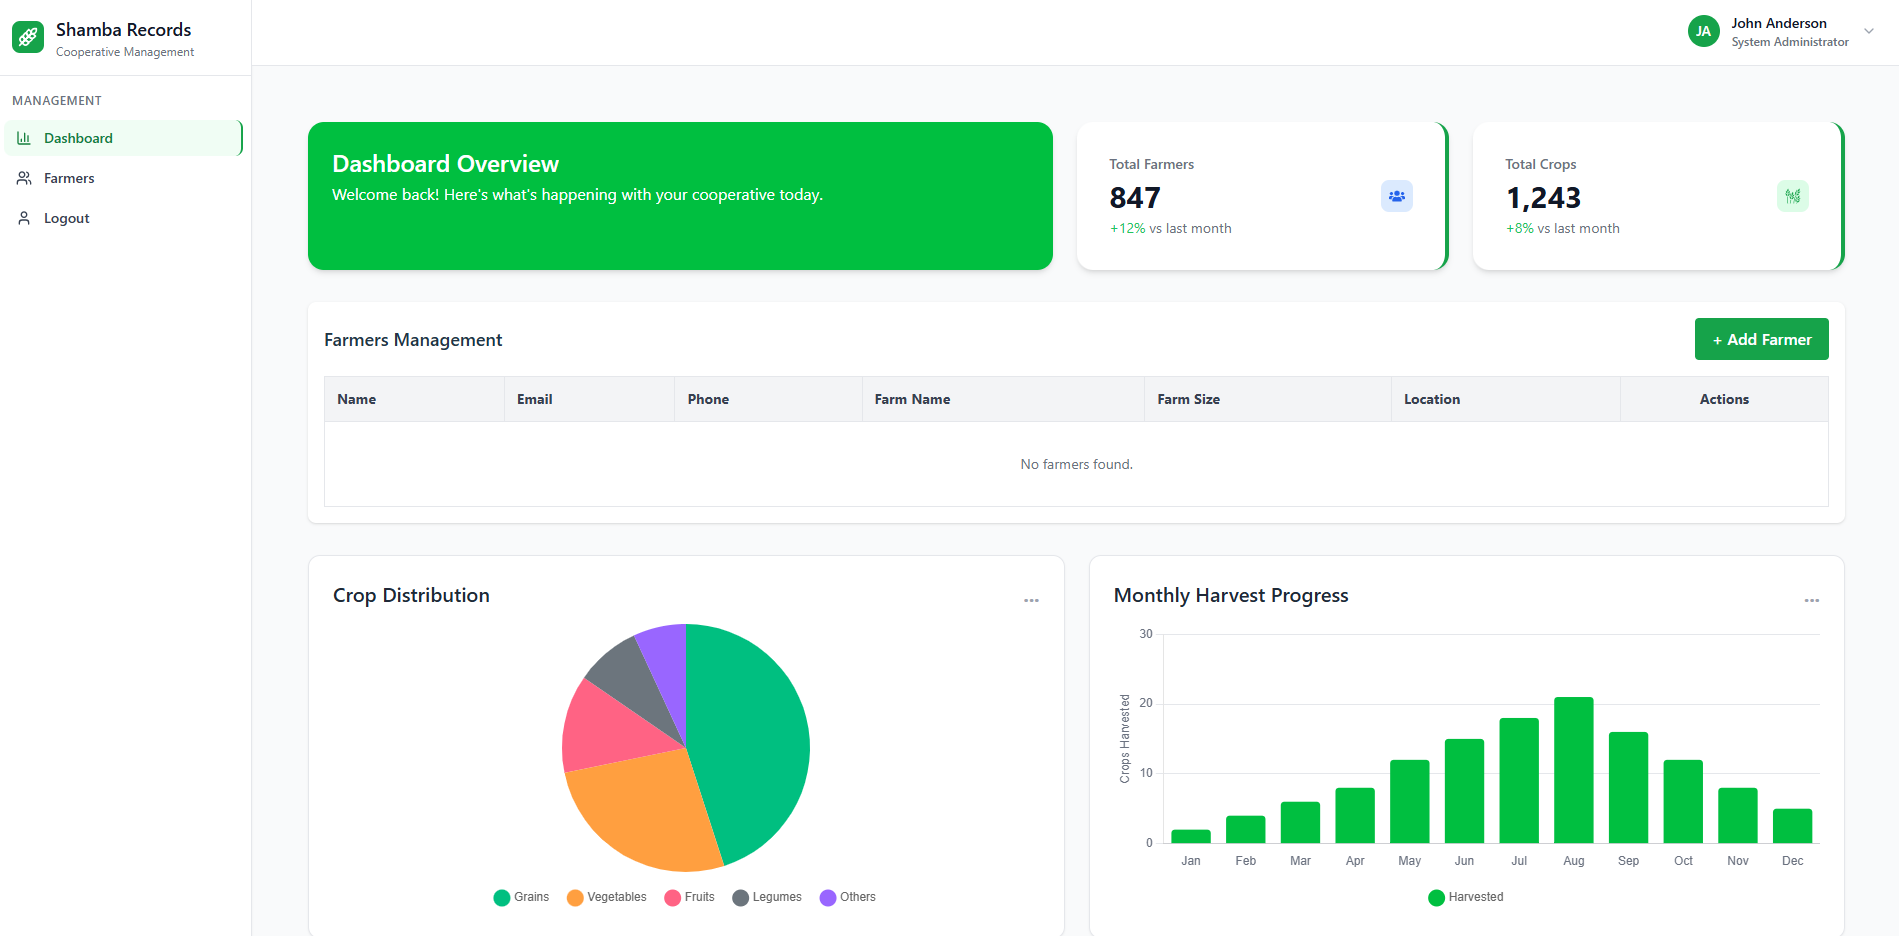 Shamba Records
Cooperative Management
MANAGEMENT
Dashboard
Farmers
Logout
JA
John Anderson
System Administrator
Dashboard Overview
Welcome back! Here's what's happening with your cooperative today.
Total Farmers
847
+12% vs last month
Total Crops
1,243
+8% vs last month
Farmers Management
+ Add Farmer
Name Email Phone Farm Name Farm Size Location Actions
No farmers found.
Crop Distribution
...
Grains Vegetables Fruits Legumes Others
Monthly Harvest Progress
...
Crops Harvested
30
20
10
0
Jan Feb Mar Apr May Jun Jul Aug Sep Oct Nov Dec
Harvested